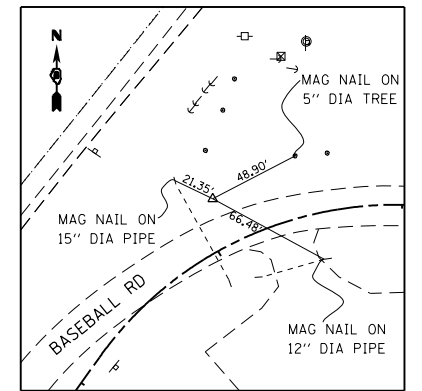 N
MAG NAIL ON
5'' DIA TREE
48.90'
21.35'
66.48'
MAG NAIL ON
15'' DIA PIPE
BASEBALL RD
MAG NAIL ON
12'' DIA PIPE